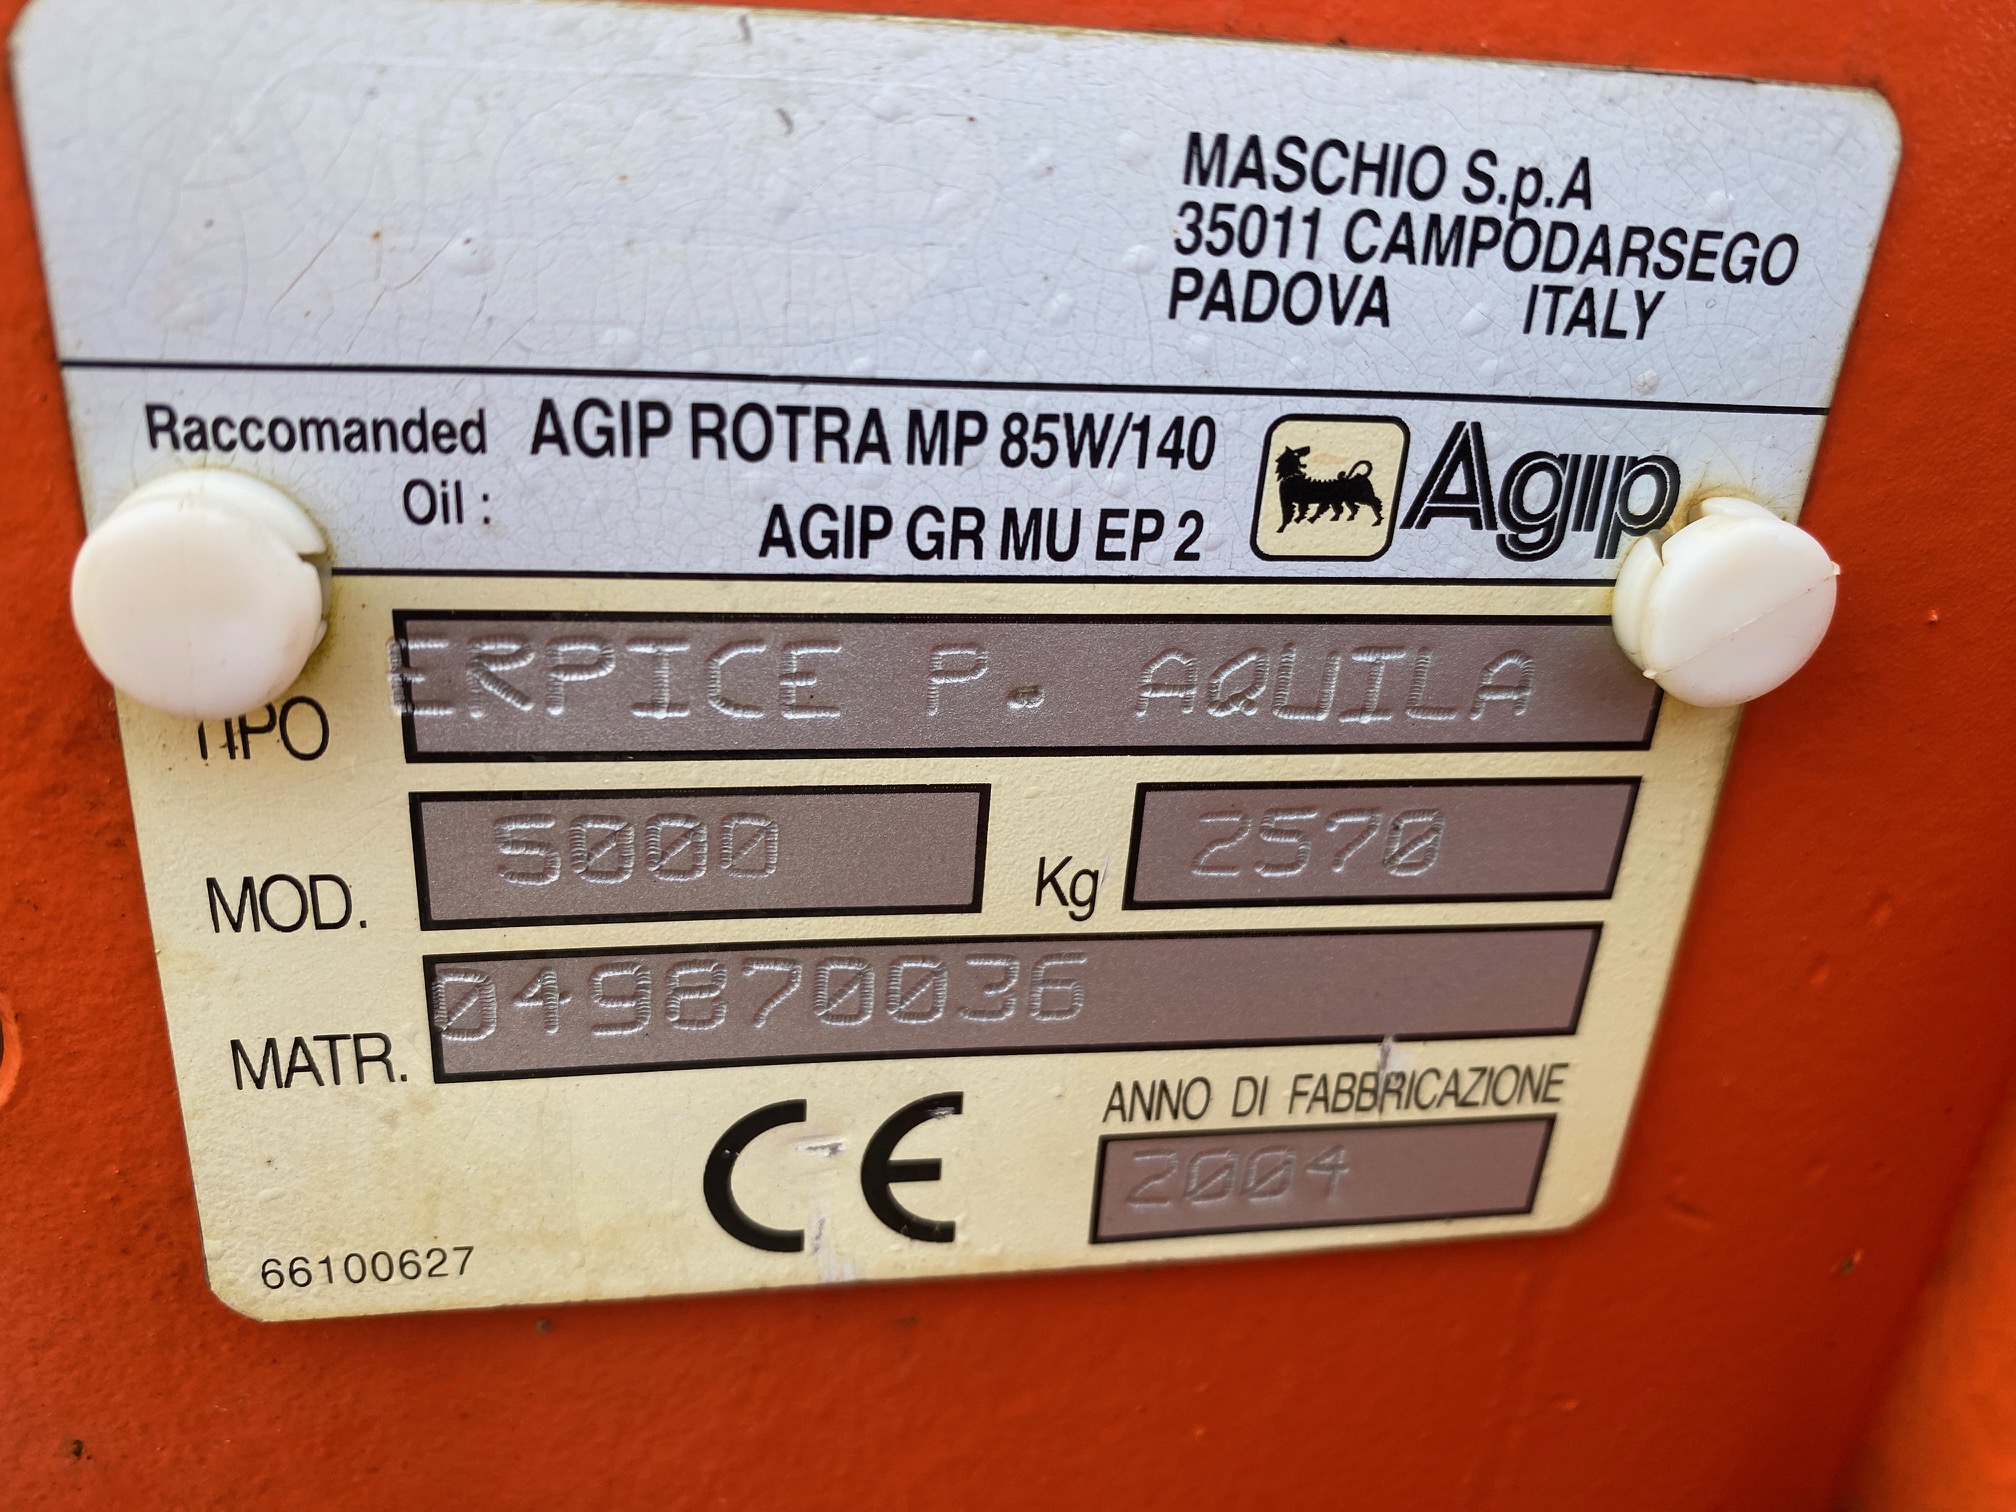 MASCHIO S.p.A
35011 CAMPODARSEGO
PADOVA ITALY
Raccomanded Oil :
AGIP ROTRA MP 85W/140
AGIP GR MU EP 2
Agip
TIPO ERPICE P. AQUILA
MOD. 5000 Kg 2570
MATR. 049870036
CE
ANNO DI FABBRICAZIONE
2004
66100627